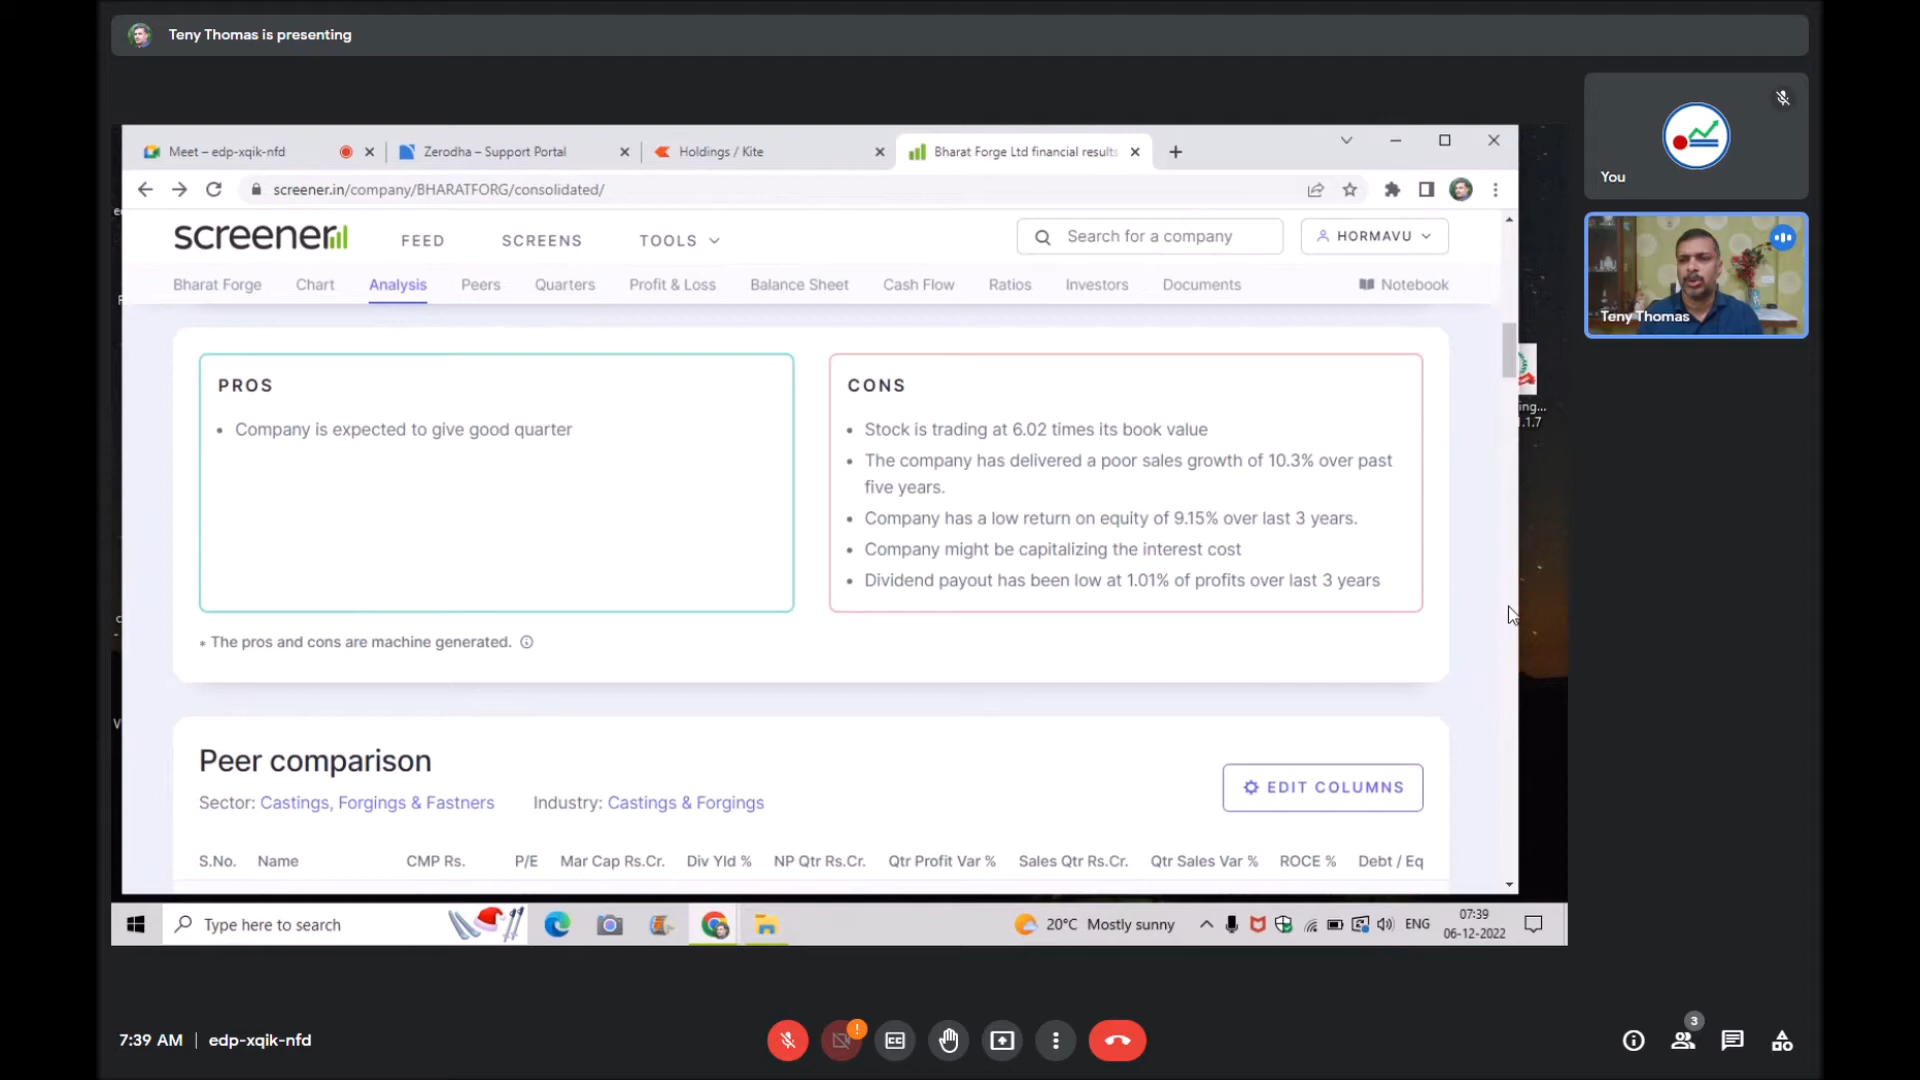 Teny Thomas is presenting
You
Teny Thomas
Meet – edp-xqik-nfd
Zerodha – Support Portal
Holdings / Kite
Bharat Forge Ltd financial results
screener.in/company/BHARATFORG/consolidated/
screener
FEED
SCREENS
TOOLS
Search for a company
HORMAVU
Bharat Forge
Chart
Analysis
Peers
Quarters
Profit & Loss
Balance Sheet
Cash Flow
Ratios
Investors
Documents
Notebook
PROS
• Company is expected to give good quarter
CONS
• Stock is trading at 6.02 times its book value
• The company has delivered a poor sales growth of 10.3% over past
five years.
• Company has a low return on equity of 9.15% over last 3 years.
• Company might be capitalizing the interest cost
• Dividend payout has been low at 1.01% of profits over last 3 years
* The pros and cons are machine generated.
ing...
.1.7
Peer comparison
Sector: Castings, Forgings & Fastners
Industry: Castings & Forgings
EDIT COLUMNS
S.No. Name CMP Rs. P/E Mar Cap Rs.Cr. Div Yld % NP Qtr Rs.Cr. Qtr Profit Var % Sales Qtr Rs.Cr. Qtr Sales Var % ROCE % Debt / Eq
Type here to search
20°C Mostly sunny
ENG
07:39
06-12-2022
7:39 AM | edp-xqik-nfd
CC
3